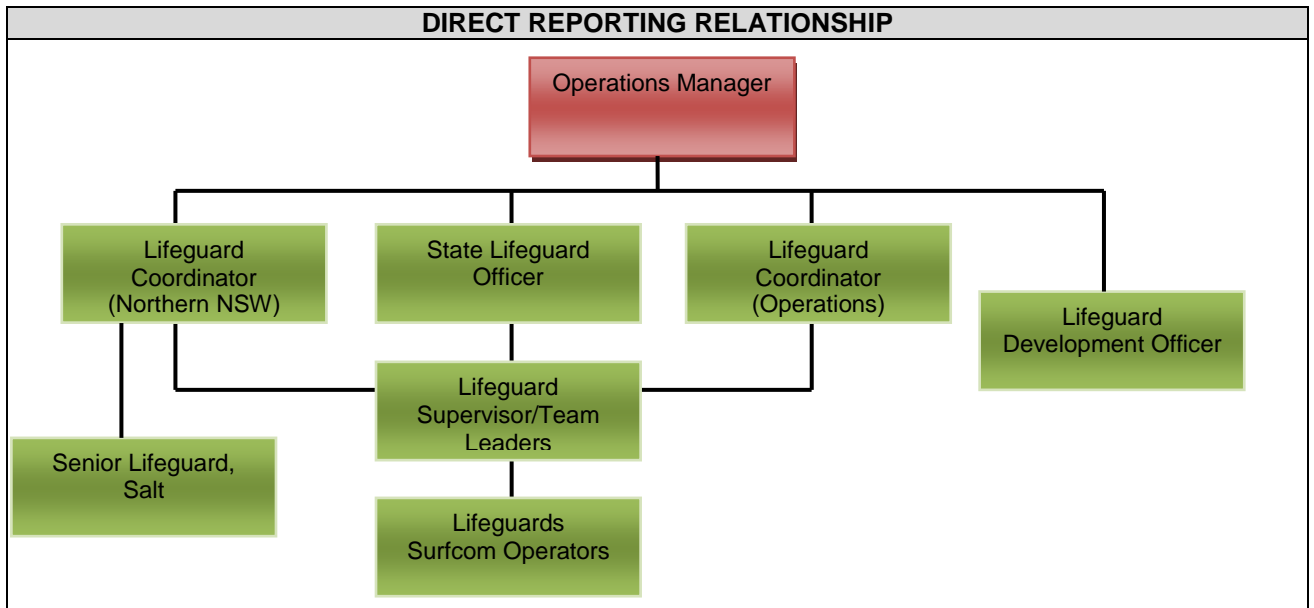 DIRECT REPORTING RELATIONSHIP
Operations Manager
Lifeguard
Coordinator
(Northern NSW)
State Lifeguard
Officer
Lifeguard
Coordinator
(Operations)
Lifeguard
Development Officer
Lifeguard
Supervisor/Team
Leaders
Senior Lifeguard,
Salt
Lifeguards
Surfcom Operators